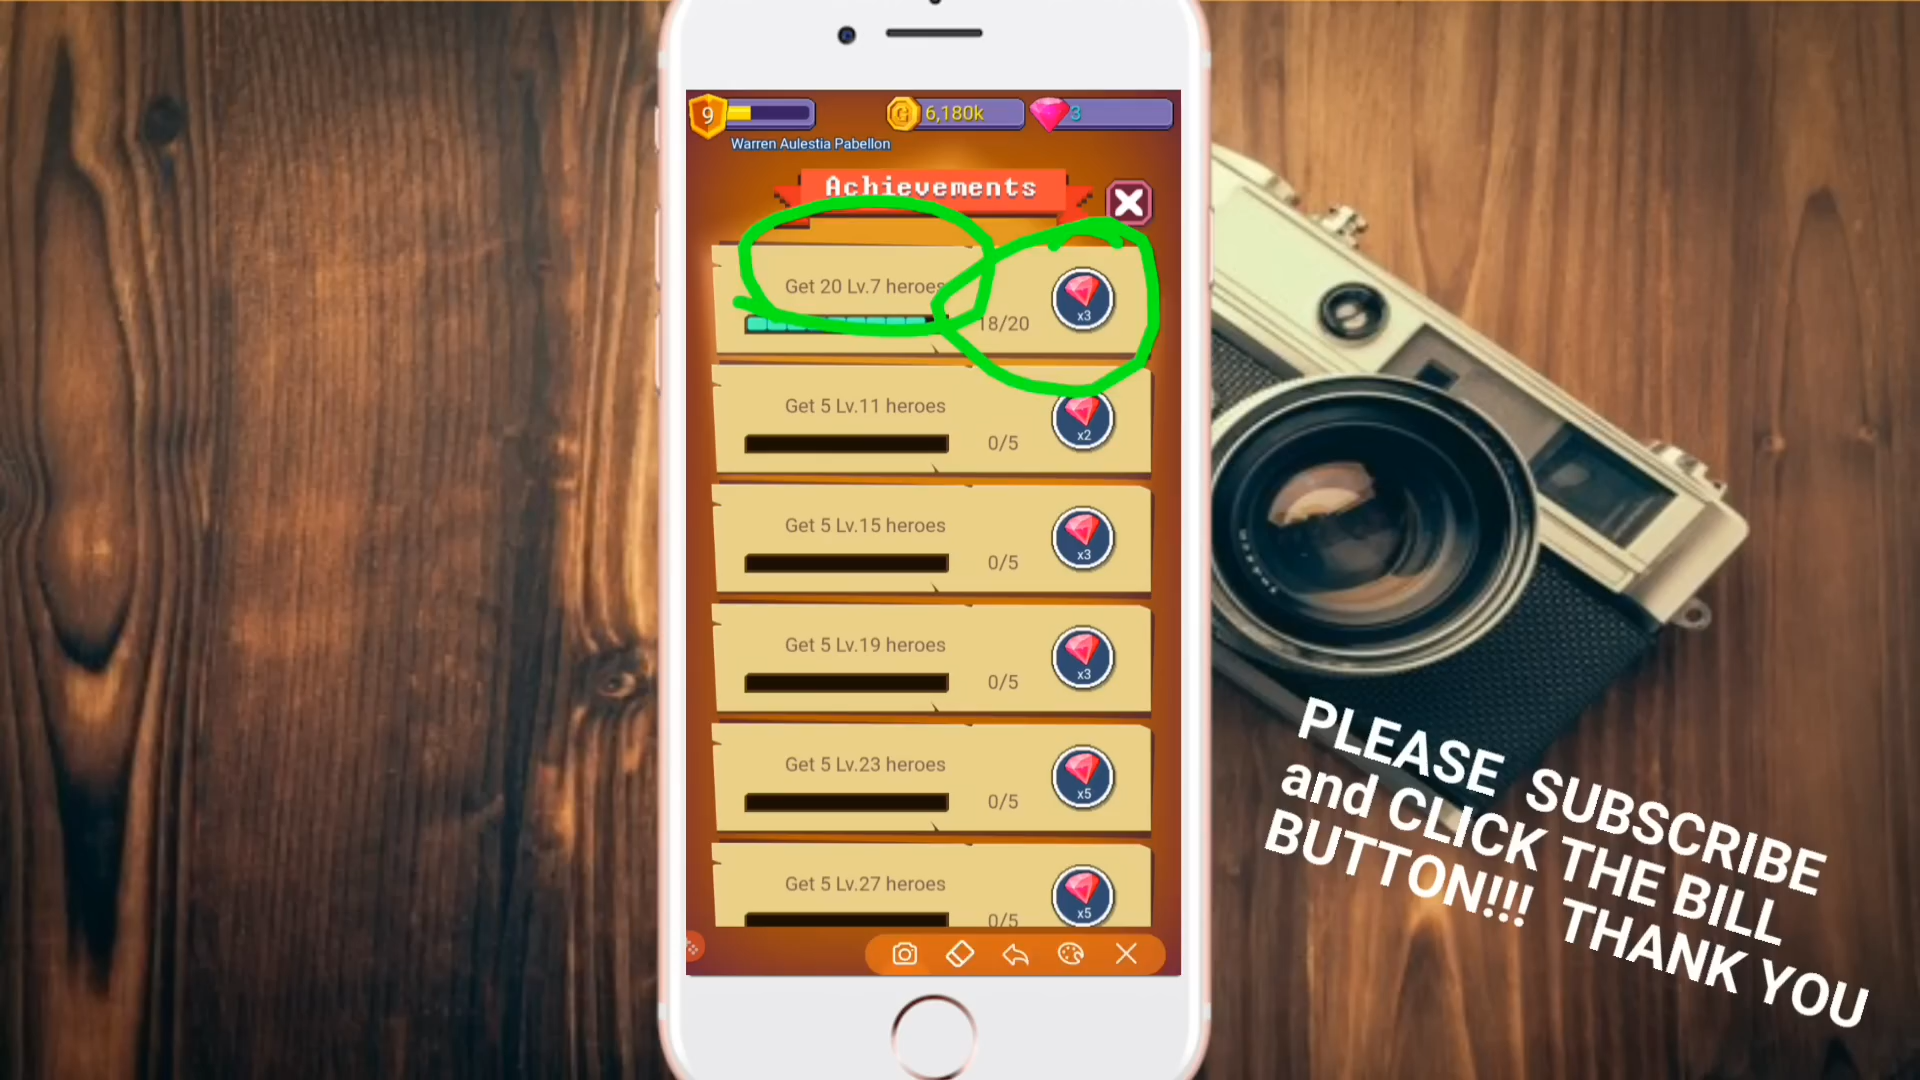 9
6,180k
3
Warren Aulestia Pabellon
Achievements
Get 20 Lv.7 heroes
18/20
x3
Get 5 Lv.11 heroes
0/5
x2
Get 5 Lv.15 heroes
0/5
x3
Get 5 Lv.19 heroes
0/5
x3
Get 5 Lv.23 heroes
0/5
x5
Get 5 Lv.27 heroes
0/5
x5
PLEASE SUBSCRIBE
and CLICK THE BILL
BUTTON!!! THANK YOU